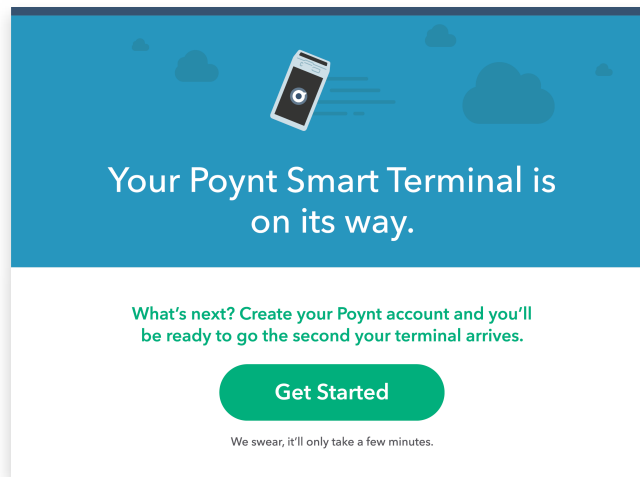 Your Poynt Smart Terminal is
on its way.
What's next? Create your Poynt account and you'll
be ready to go the second your terminal arrives.
Get Started
We swear, it'll only take a few minutes.